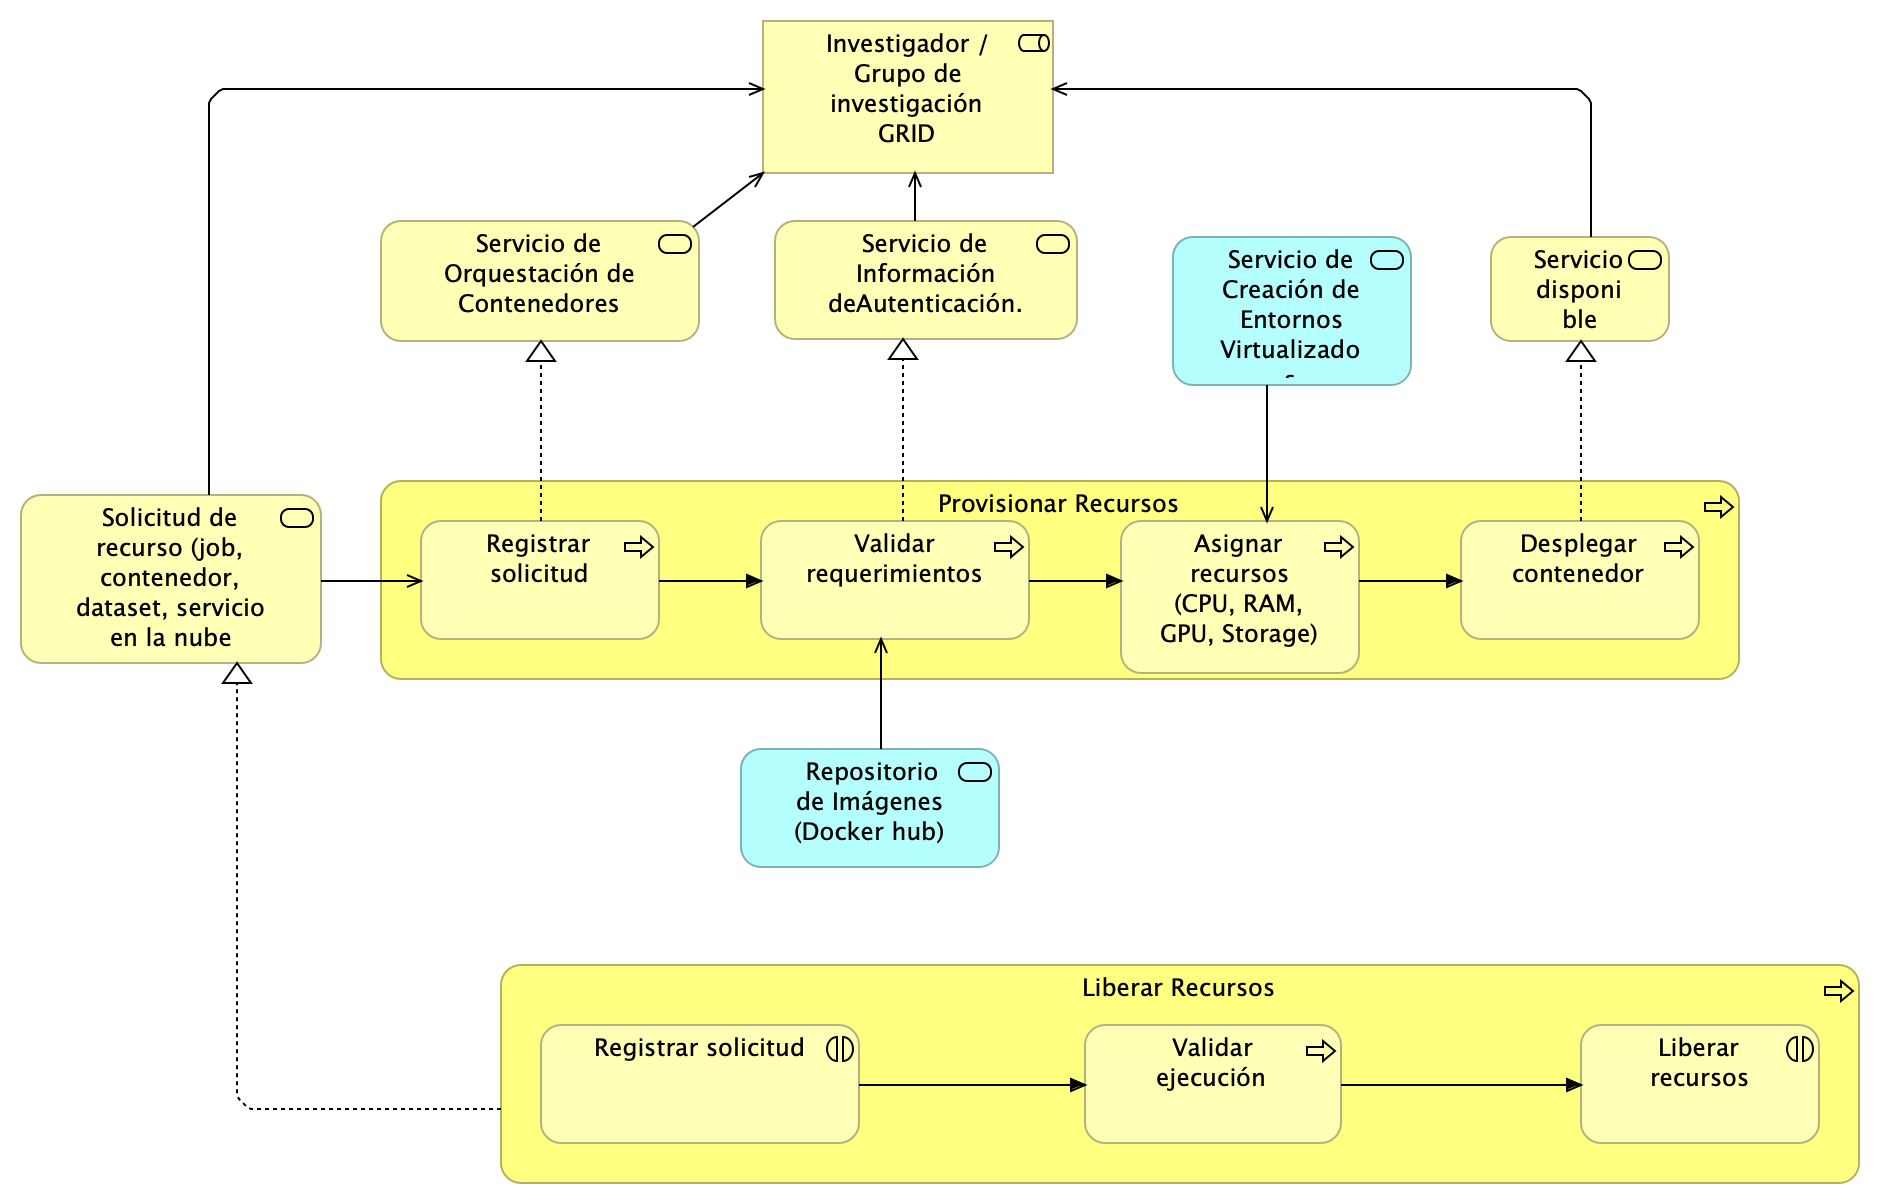 Investigador /
Grupo de
investigación
GRID
Servicio de
Orquestación de
Contenedores
Servicio de
Información
deAutenticación.
Servicio de
Creación de
Entornos
Virtualizado
Servicio
disponi
ble
Solicitud de
recurso (job,
contenedor,
dataset, servicio
en la nube
Provisionar Recursos
Registrar
solicitud
Validar
requerimientos
Asignar
recursos
(CPU, RAM,
GPU, Storage)
Desplegar
contenedor
Repositorio
de Imágenes
(Docker hub)
Liberar Recursos
Registrar solicitud
Validar
ejecución
Liberar
recursos